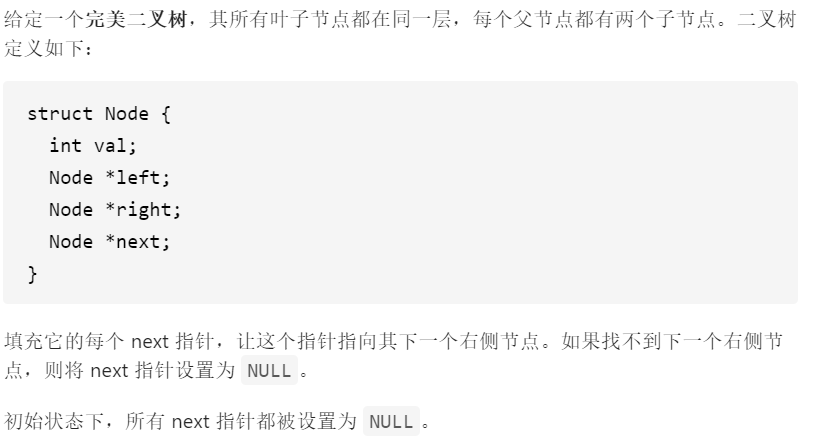 给定一个完美二叉树，其所有叶子节点都在同一层，每个父节点都有两个子节点。二叉树
定义如下：
struct Node {
  int val;
  Node *left;
  Node *right;
  Node *next;
}
填充它的每个 next 指针，让这个指针指向其下一个右侧节点。如果找不到下一个右侧节
点，则将 next 指针设置为 NULL 。
初始状态下，所有 next 指针都被设置为 NULL 。